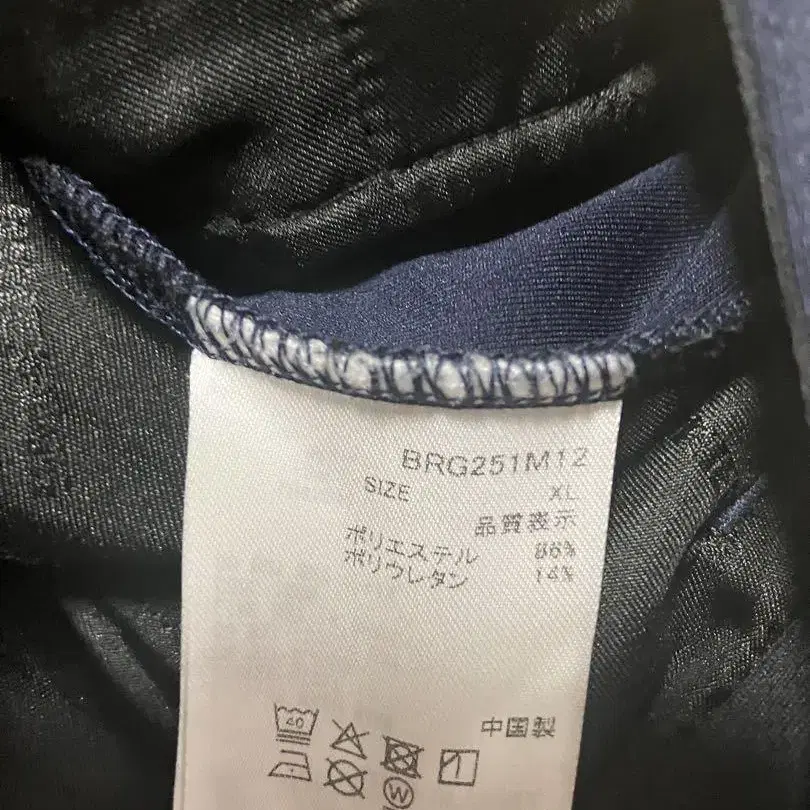 BRG251M12
SIZE XL
品質表示
ポリエステル 86%
ポリウレタン 14%
中国製
40
W